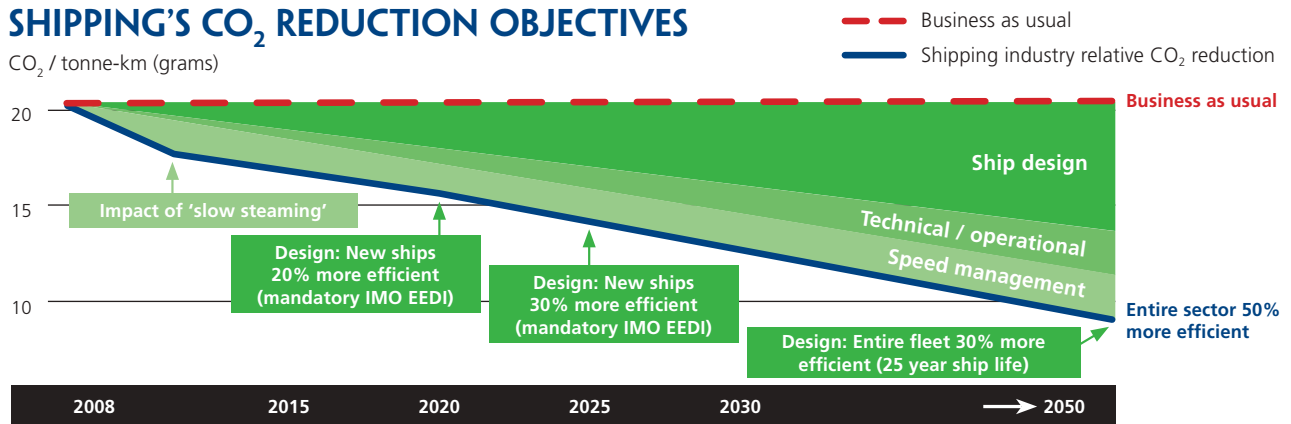 SHIPPING'S CO₂ REDUCTION OBJECTIVES
CO₂ / tonne-km (grams)
Business as usual
Shipping industry relative CO₂ reduction
20
15
10
Business as usual
Ship design
Technical / operational
Speed management
Impact of 'slow steaming'
Design: New ships
20% more efficient
(mandatory IMO EEDI)
Design: New ships
30% more efficient
(mandatory IMO EEDI)
Design: Entire fleet 30% more
efficient (25 year ship life)
Entire sector 50%
more efficient
2008 2015 2020 2025 2030 2050